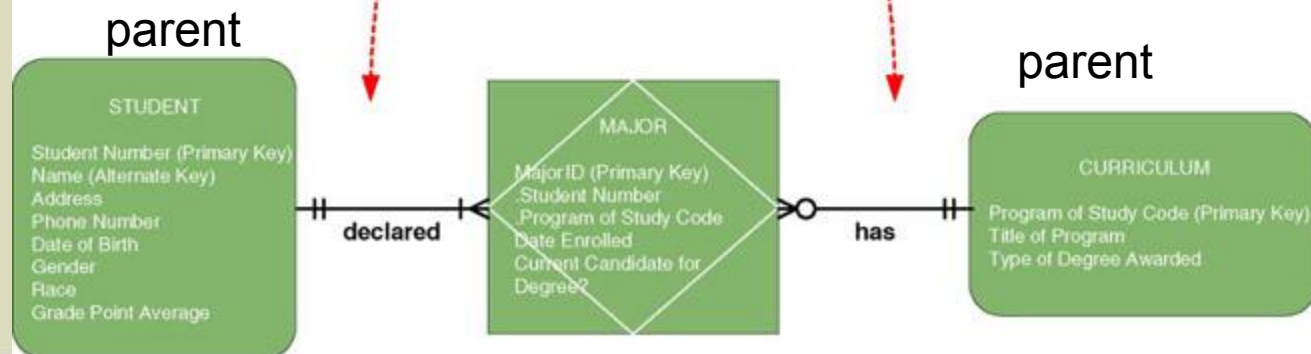 parent
STUDENT
Student Number (Primary Key)
Name (Alternate Key)
Address
Phone Number
Date of Birth
Gender
Race
Grade Point Average
declared
MAJOR
MajorID (Primary Key)
.Student Number
.Program of Study Code
Date Enrolled
Current Candidate for
Degree?
has
parent
CURRICULUM
Program of Study Code (Primary Key)
Title of Program
Type of Degree Awarded